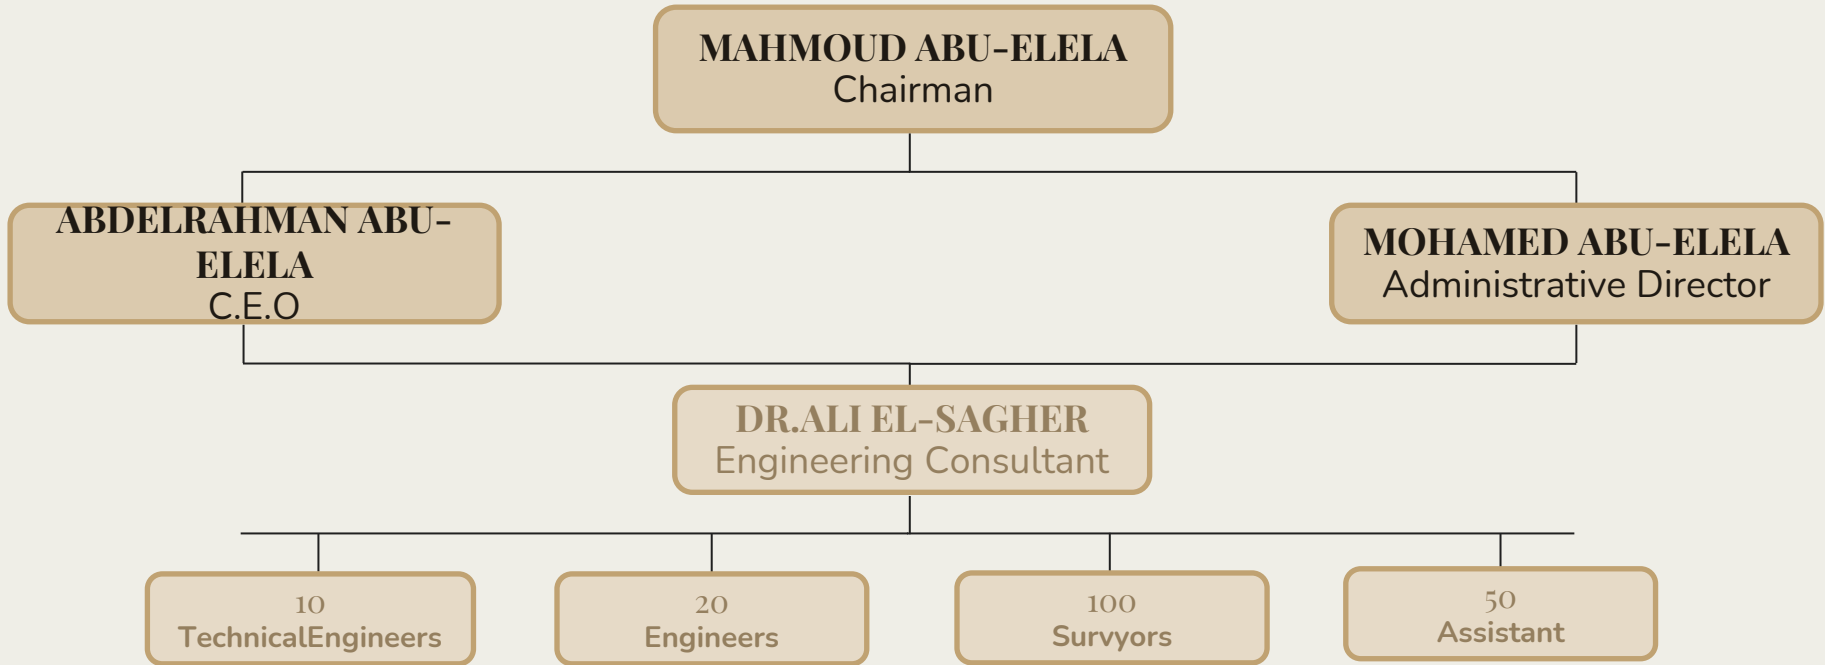 MAHMOUD ABU-ELELA
Chairman
ABDELRAHMAN ABU-
ELELA
C.E.O
MOHAMED ABU-ELELA
Administrative Director
DR.ALI EL-SAGHER
Engineering Consultant
10
TechnicalEngineers
20
Engineers
100
Survyors
50
Assistant